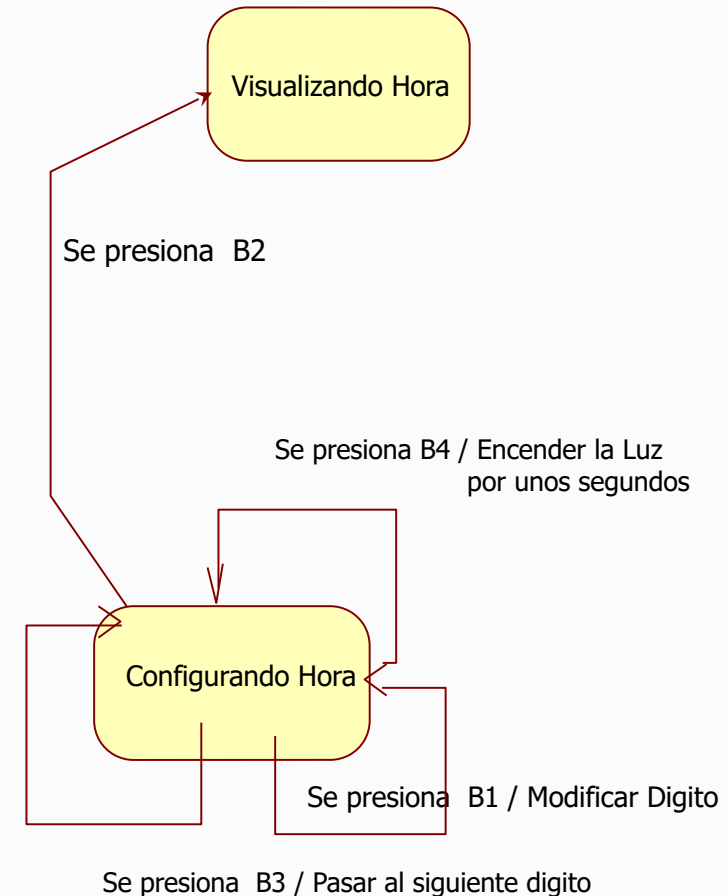 Visualizando Hora
Se presiona  B2
Se presiona B4 / Encender la Luz
por unos segundos
Configurando Hora
Se presiona  B1 / Modificar Digito
Se presiona  B3 / Pasar al siguiente digito